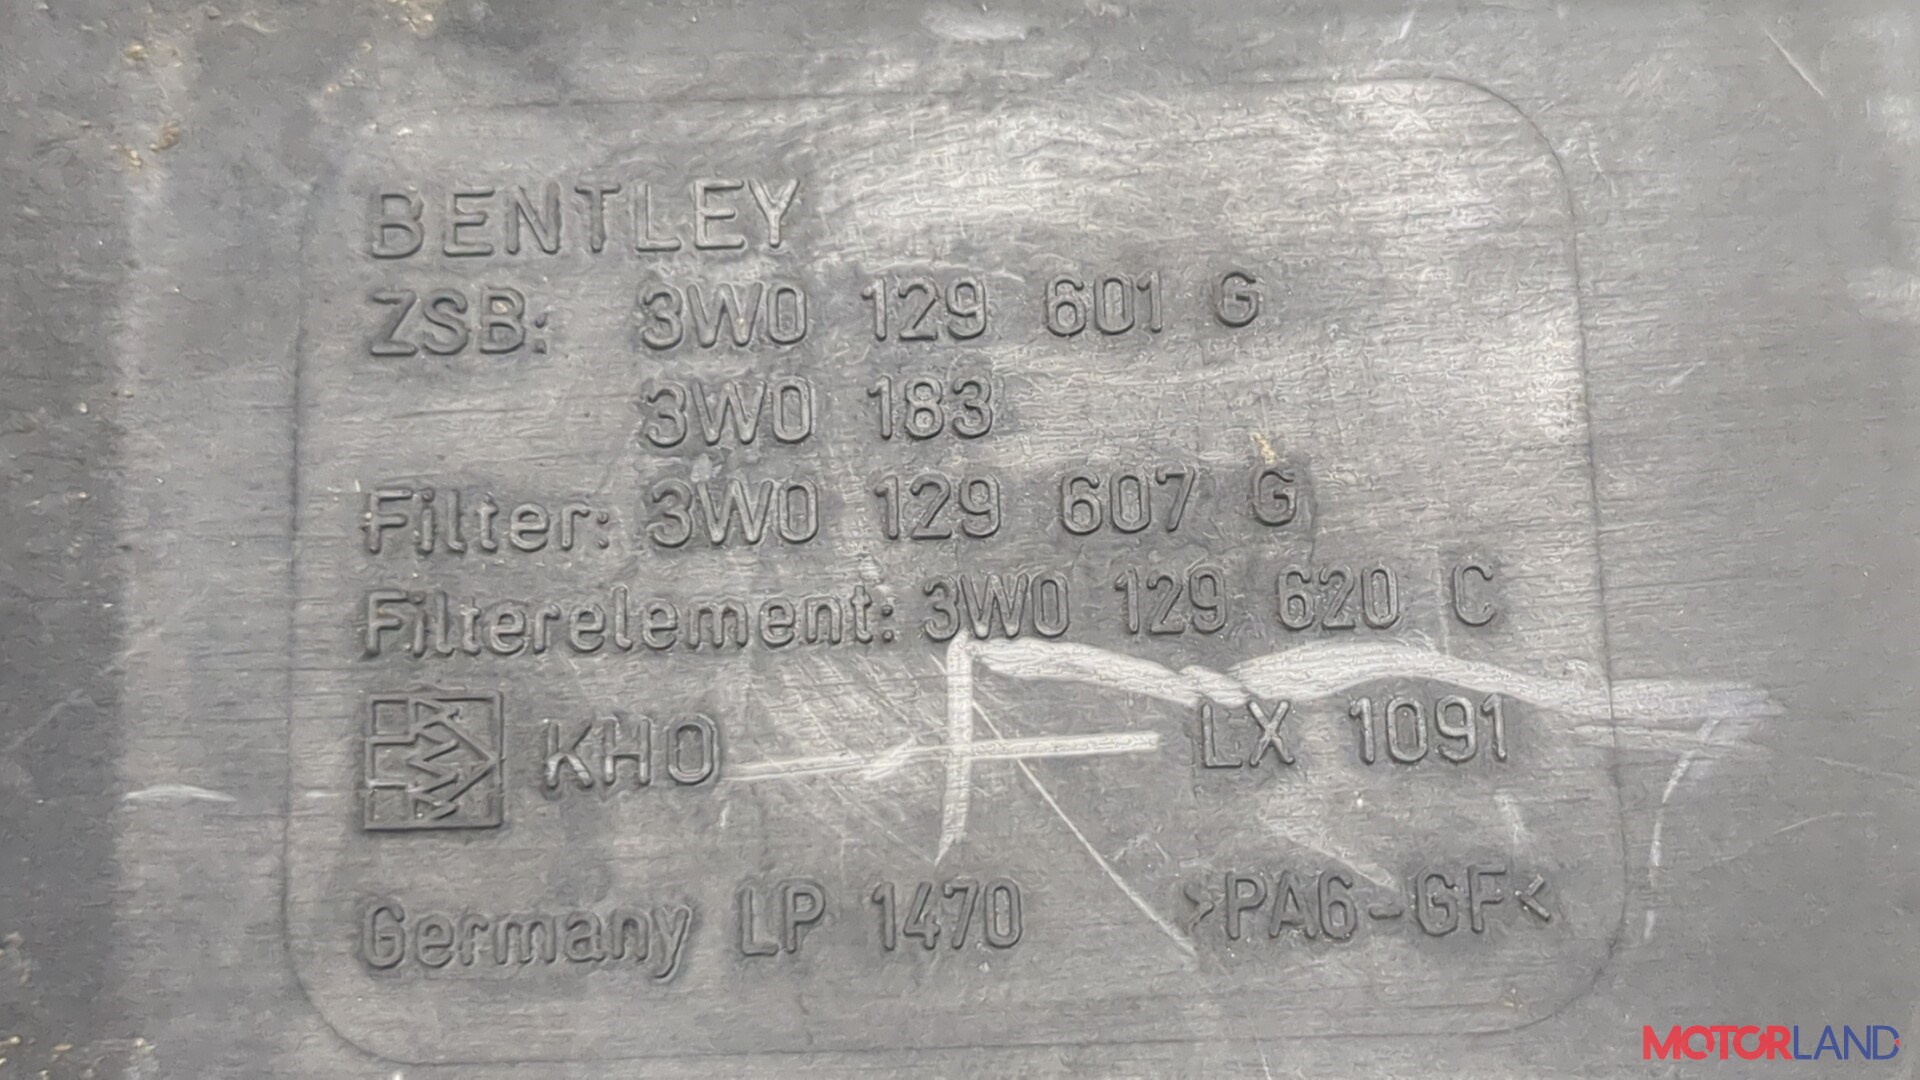 BENTLEY
ZSB: 3W0 129 601 G
3W0 183
Filter: 3W0 129 607 G
Filterelement: 3W0 129 620 C
KHO LX 1091
Germany LP 1470 >PA6-GF<
MOTORLAND